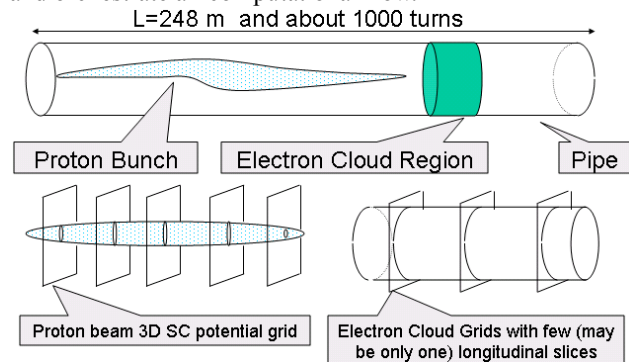 L=248 m and about 1000 turns
Proton Bunch
Electron Cloud Region
Pipe
Proton beam 3D SC potential grid
Electron Cloud Grids with few (may
be only one) longitudinal slices